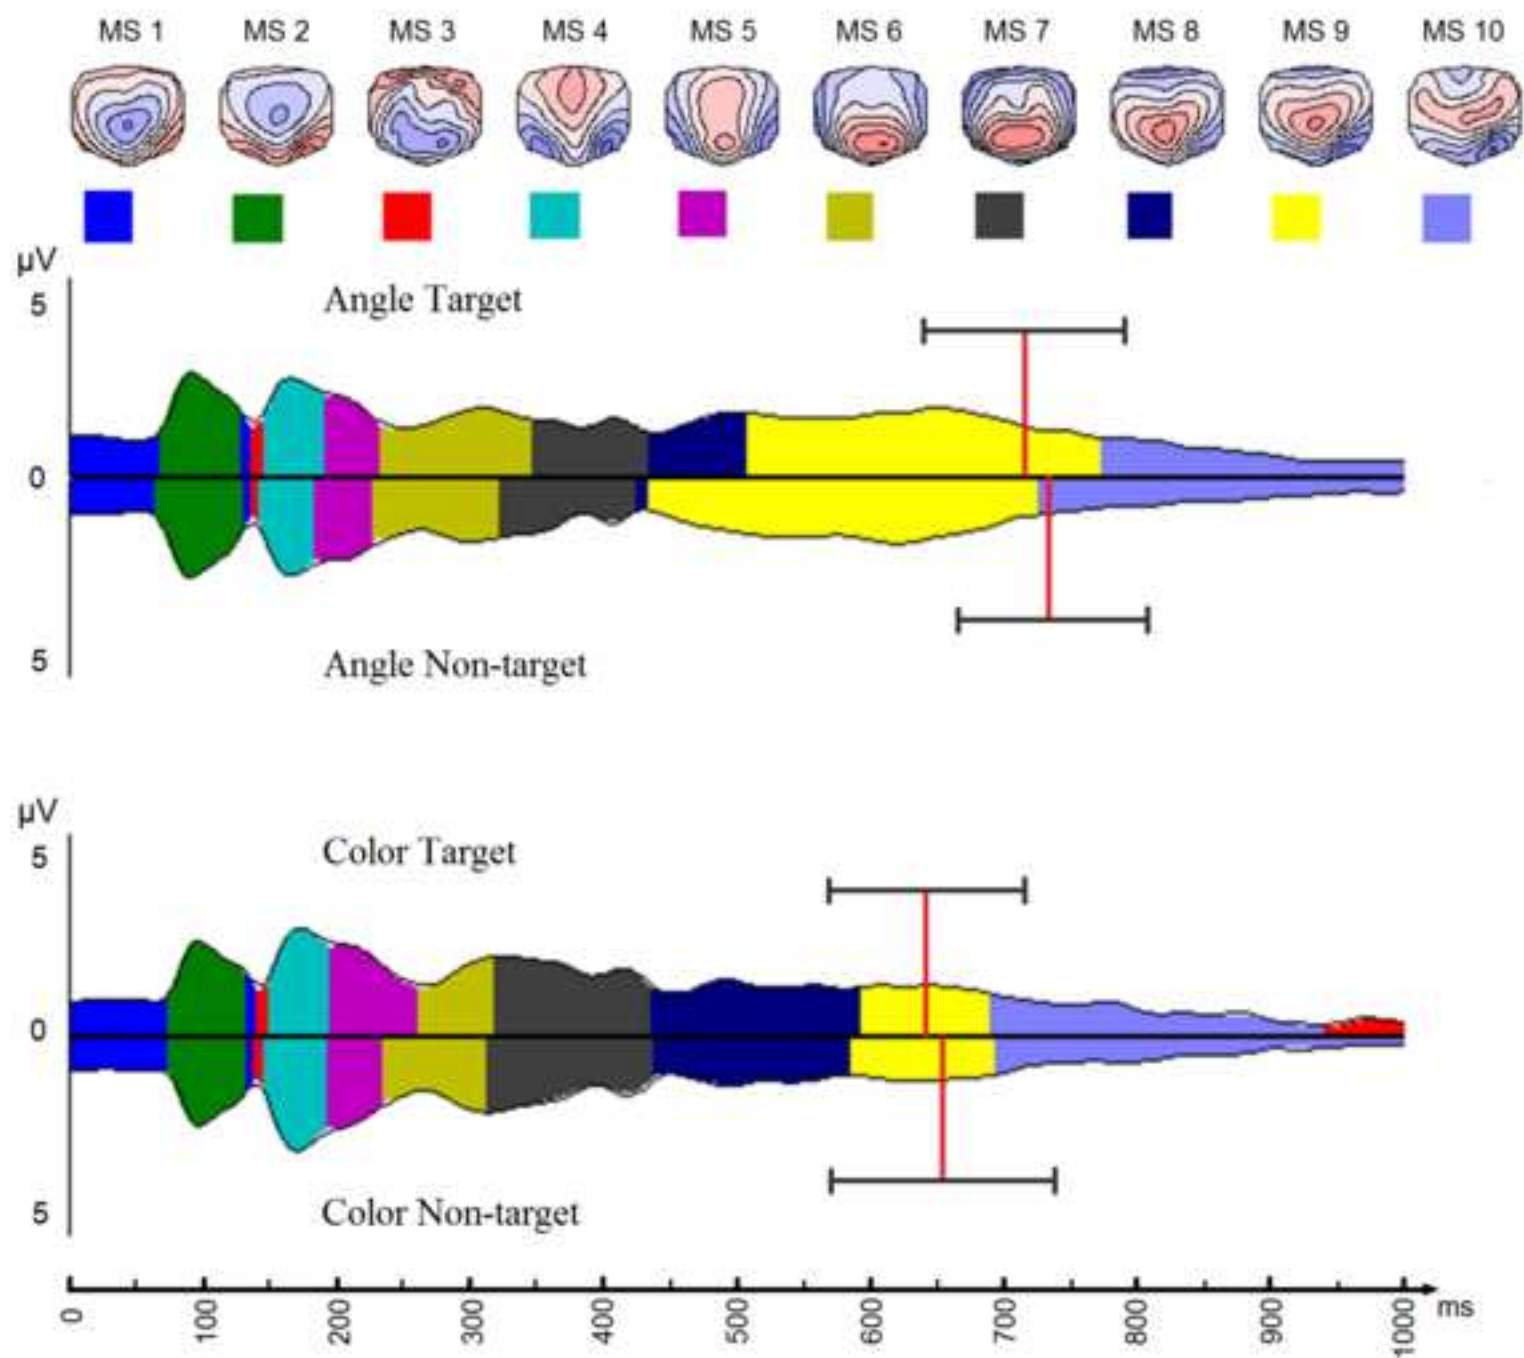 MS 1 MS 2 MS 3 MS 4 MS 5 MS 6 MS 7 MS 8 MS 9 MS 10
µV
5
Angle Target
0
5
Angle Non-target
µV
5
Color Target
0
5
Color Non-target
0 100 200 300 400 500 600 700 800 900 1000 ms